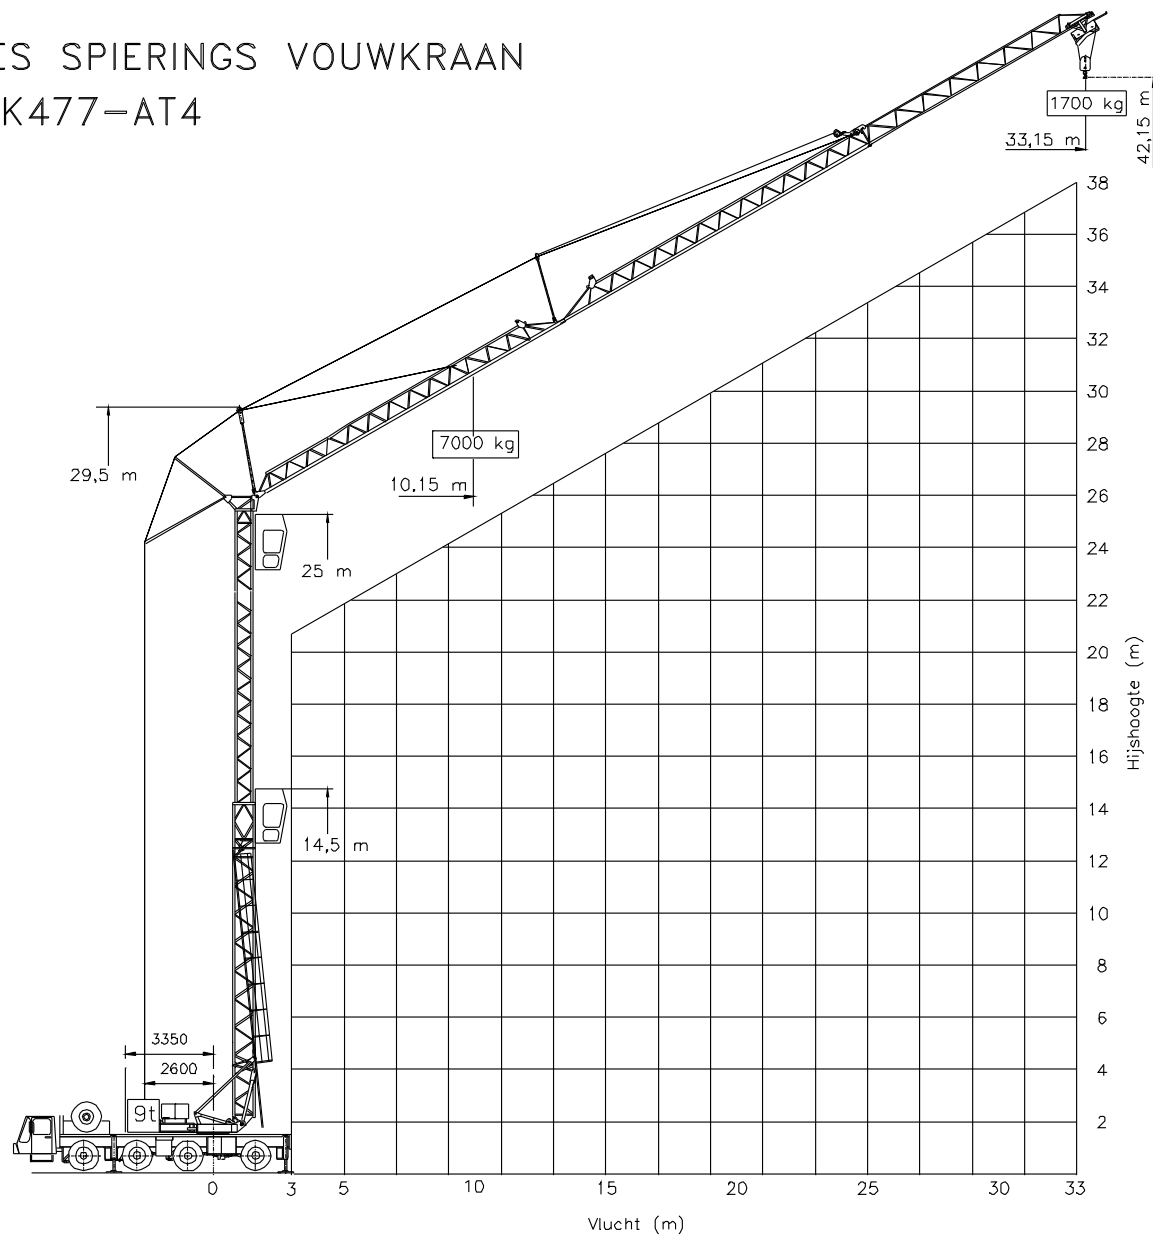 ES SPIERINGS VOUWKRAAN
K477-AT4
1700 kg
33,15 m
42,15 m
38
36
34
32
30
28
26
24
22
20
18
16
14
12
10
8
6
4
2
Hijshoogte (m)
29,5 m
7000 kg
10,15 m
25 m
14,5 m
3350
2600
9t
0 3 5 10 15 20 25 30 33
Vlucht (m)